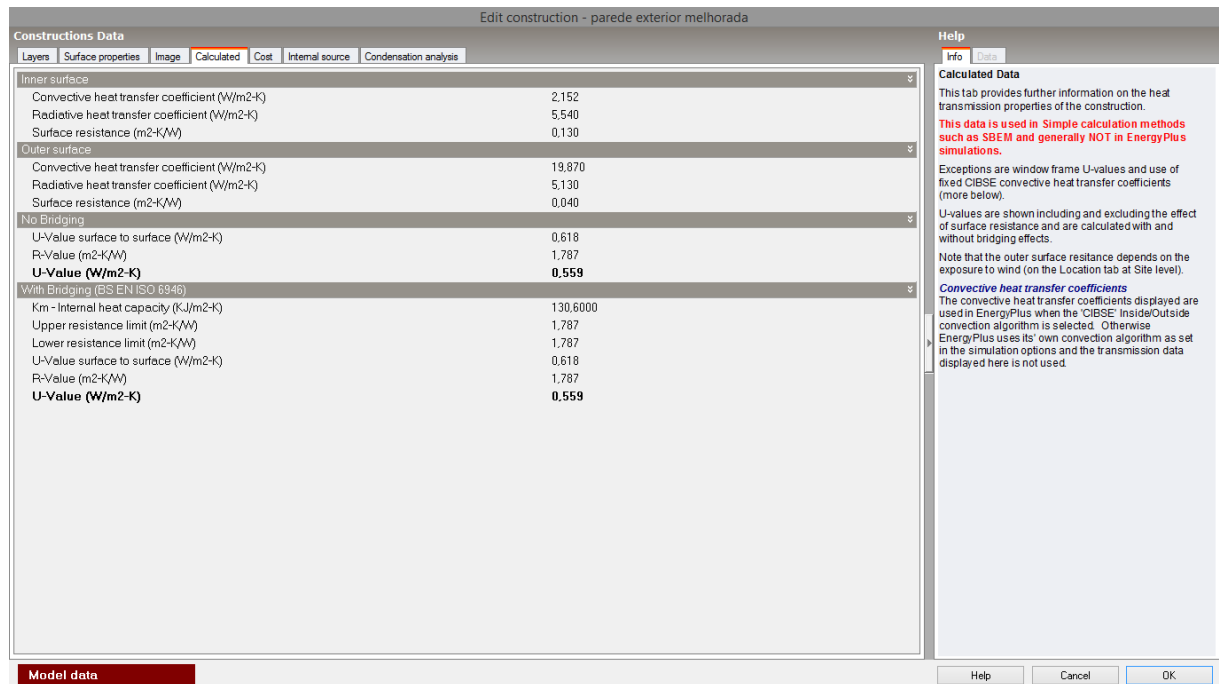 Edit construction - parede exterior melhorada
Constructions Data
Layers Surface properties Image Calculated Cost Internal source Condensation analysis
Inner surface
Convective heat transfer coefficient (W/m2-K) 2,152
Radiative heat transfer coefficient (W/m2-K) 5,540
Surface resistance (m2-K/W) 0,130
Outer surface
Convective heat transfer coefficient (W/m2-K) 19,870
Radiative heat transfer coefficient (W/m2-K) 5,130
Surface resistance (m2-K/W) 0,040
No Bridging
U-Value surface to surface (W/m2-K) 0,618
R-Value (m2-K/W) 1,787
U-Value (W/m2-K) 0,559
With Bridging (BS EN ISO 6946)
Km - Internal heat capacity (KJ/m2-K) 130,6000
Upper resistance limit (m2-K/W) 1,787
Lower resistance limit (m2-K/W) 1,787
U-Value surface to surface (W/m2-K) 0,618
R-Value (m2-K/W) 1,787
U-Value (W/m2-K) 0,559
Model data
Help
Info Data
Calculated Data
This tab provides further information on the heat
transmission properties of the construction.
This data is used in Simple calculation methods
such as SBEM and generally NOT in EnergyPlus
simulations.
Exceptions are window frame U-values and use of
fixed CIBSE convective heat transfer coefficients
(more below).
U-values are shown including and excluding the effect
of surface resistance and are calculated with and
without bridging effects.
Note that the outer surface resitance depends on the
exposure to wind (on the Location tab at Site level).
Convective heat transfer coefficients
The convective heat transfer coefficients displayed are
used in EnergyPlus when the 'CIBSE' Inside/Outside
convection algorithm is selected. Otherwise
EnergyPlus uses its' own convection algorithm as set
in the simulation options and the transmission data
displayed here is not used.
Help Cancel OK